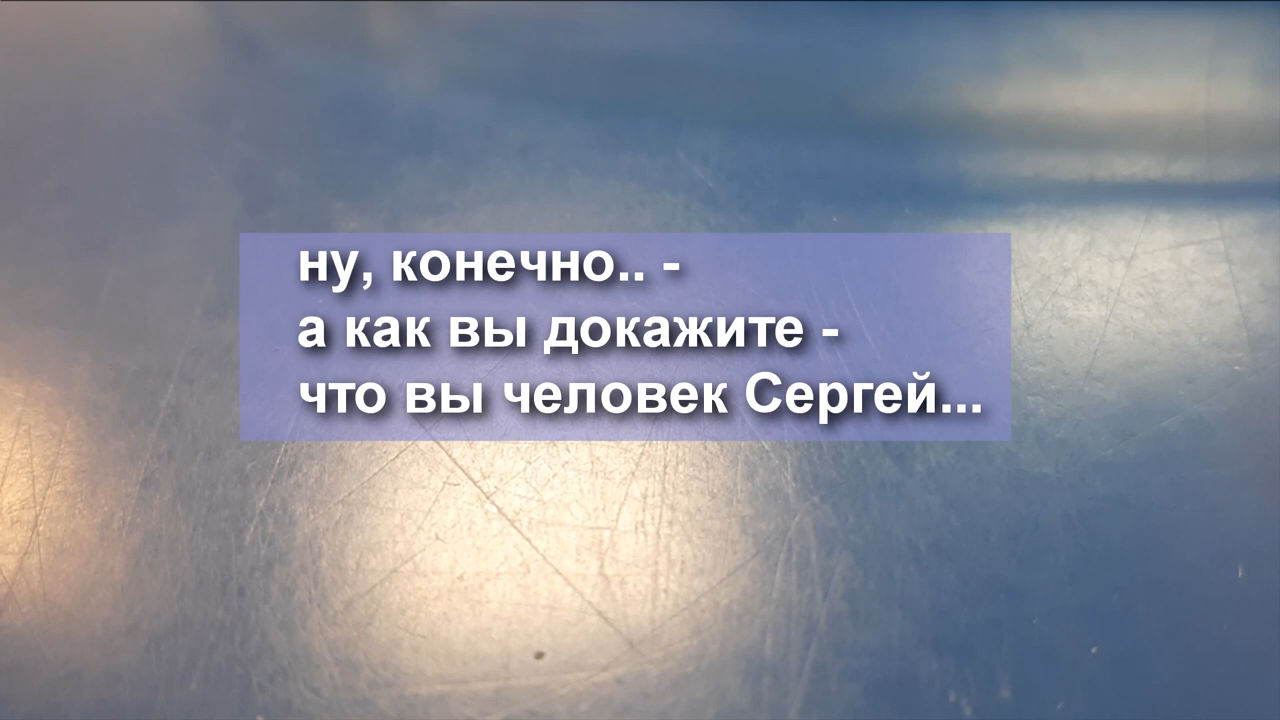 ну, конечно.. -
а как вы докажите -
что вы человек Сергей...